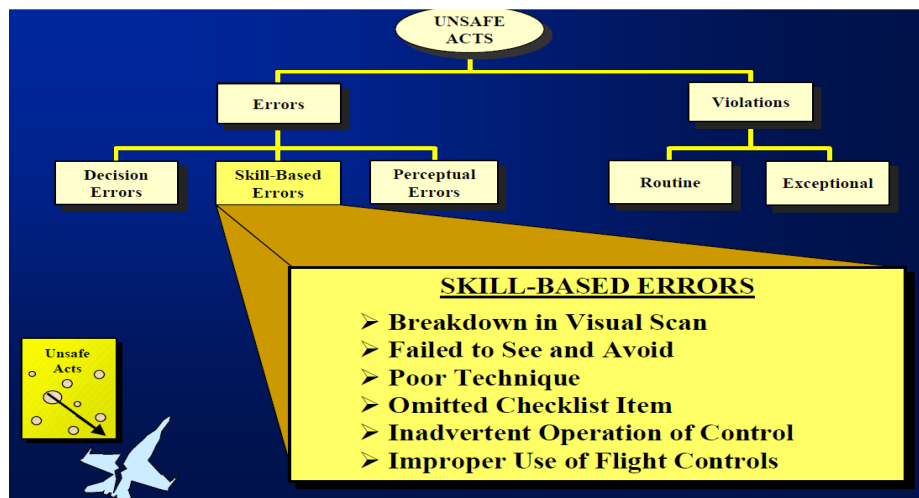 UNSAFE
ACTS
Errors
Violations
Decision
Errors
Skill-Based
Errors
Perceptual
Errors
Routine
Exceptional
SKILL-BASED ERRORS
➢ Breakdown in Visual Scan
➢ Failed to See and Avoid
➢ Poor Technique
➢ Omitted Checklist Item
➢ Inadvertent Operation of Control
➢ Improper Use of Flight Controls
Unsafe
Acts